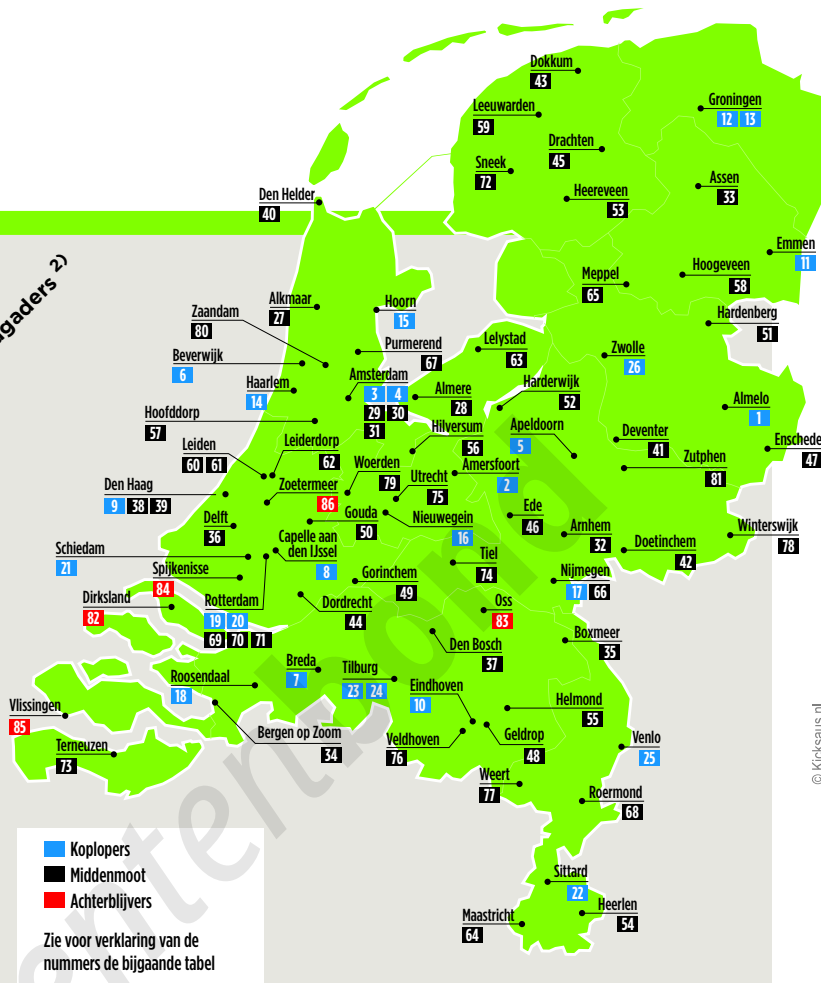 Dokkum
43
Groningen
12 13
Leeuwarden
59
Drachten
45
Sneek
72
Assen
33
Heereveen
53
Den Helder
40
Emmen
11
gaders 2)
Meppel
65
Hoogeveen
58
Alkmaar
27
Hoorn
15
Hardenberg
51
Zaandam
80
Purmerend
67
Lelystad
63
Zwolle
26
Beverwijk
6
Haarlem
14
Amsterdam
3 4
29 30
31
Almere
28
Harderwijk
52
Almelo
1
Hoofddorp
57
Hilversum
56
Apeldoorn
5
Deventer
41
Enschede
47
Leiden
60 61
Leiderdorp
62
Woerden
79
Amersfoort
2
Zutphen
81
Den Haag
9 38 39
Zoetermeer
86
Utrecht
75
Delft
36
Gouda
50
Nieuwegein
16
Ede
46
Arnhem
32
Doetinchem
42
Winterswijk
78
Schiedam
21
Capelle aan
den IJssel
8
Tiel
74
Spijkenisse
84
Gorinchem
49
Nijmegen
17 66
Dirksland
82
Rotterdam
19 20
69 70 71
Dordrecht
44
Oss
83
Boxmeer
35
Den Bosch
37
Roosendaal
18
Breda
7
Tilburg
23 24
Eindhoven
10
Vlissingen
85
Helmond
55
Terneuzen
73
Bergen op Zoom
34
Veldhoven
76
Geldrop
48
Venlo
25
© Kicksaus.nl
Weert
77
Roermond
68
Koplopers
Middenmoot
Achterblijvers
Zie voor verklaring van de
nummers de bijgaande tabel
Sittard
22
Heerlen
54
Maastricht
64
entenbond